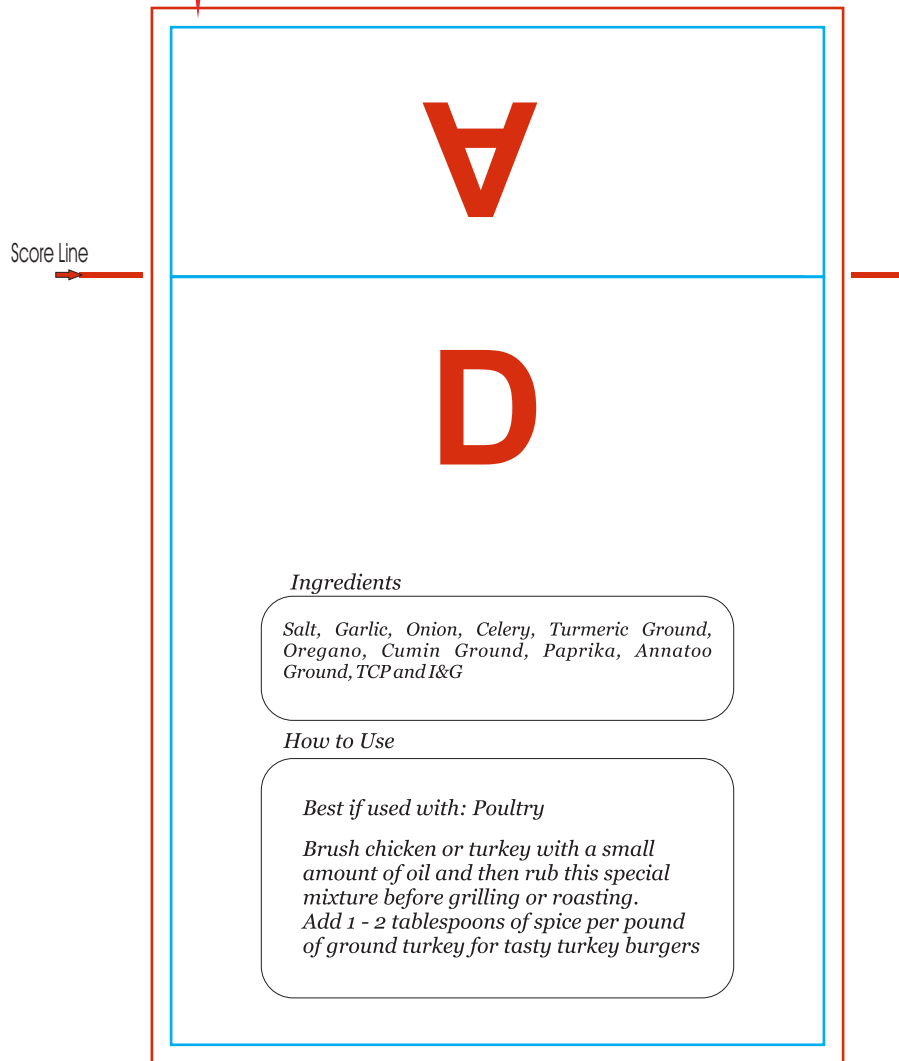 A
Score Line
D
Ingredients
Salt, Garlic, Onion, Celery, Turmeric Ground,
Oregano, Cumin Ground, Paprika, Annatoo
Ground, TCP and I&G
How to Use
Best if used with: Poultry
Brush chicken or turkey with a small
amount of oil and then rub this special
mixture before grilling or roasting.
Add 1 - 2 tablespoons of spice per pound
of ground turkey for tasty turkey burgers